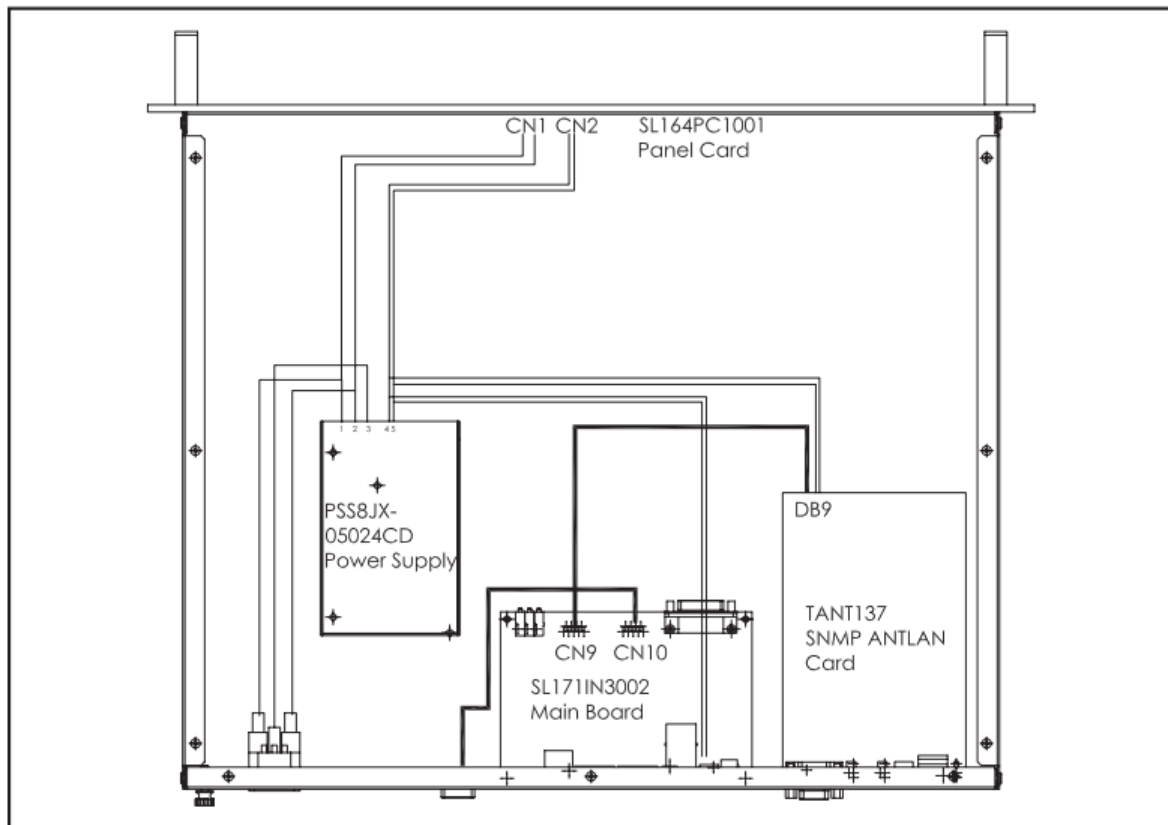 CN1 CN2
SL164PC1001
Panel Card
1 2 3 4 5
PSS8JX-
05024CD
Power Supply
DB9
TANT137
SNMP ANTLAN
Card
CN9 CN10
SL171IN3002
Main Board